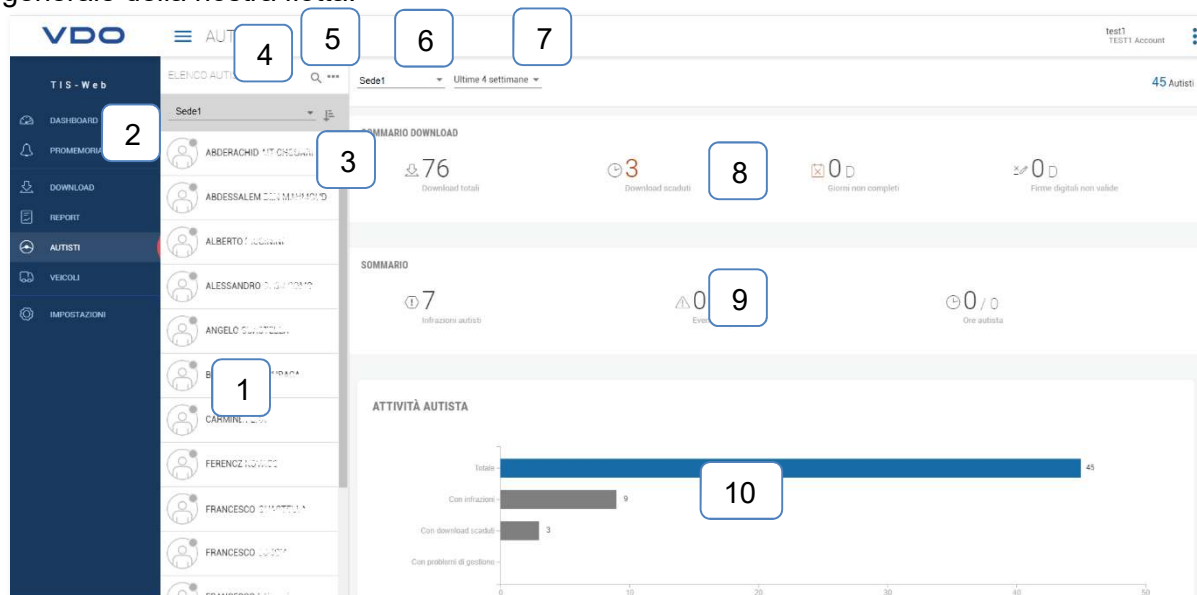 generale della nostra flotta.
VDO
4
5
6
7
test1
TEST1 Account
TIS-Web
DASHBOARD
2
PROMEMORIA
DOWNLOAD
REPORT
AUTISTI
VEICOLI
IMPOSTAZIONI
ELENCO AUTISTI
Sede1
3
ABDERACHID
ABDESSALEM
ALBERTO
ALESSANDRO
ANGELO
1
CARMINE
FERENCZ
FRANCESCO
FRANCESCO
FRANCESCO
Sede1
Ultime 4 settimane
45 Autisti
SOMMARIO DOWNLOAD
76
Download totali
3
Download scaduti
8
0 D
Giorni non completi
0 D
Firme digitali non valide
SOMMARIO
7
Infrazioni autisti
0
9
0 / 0
Ore autista
ATTIVITÀ AUTISTA
Totale
45
10
Con infrazioni
9
Con download scaduti
3
Con problemi di gestione
0 10 20 30 40 50